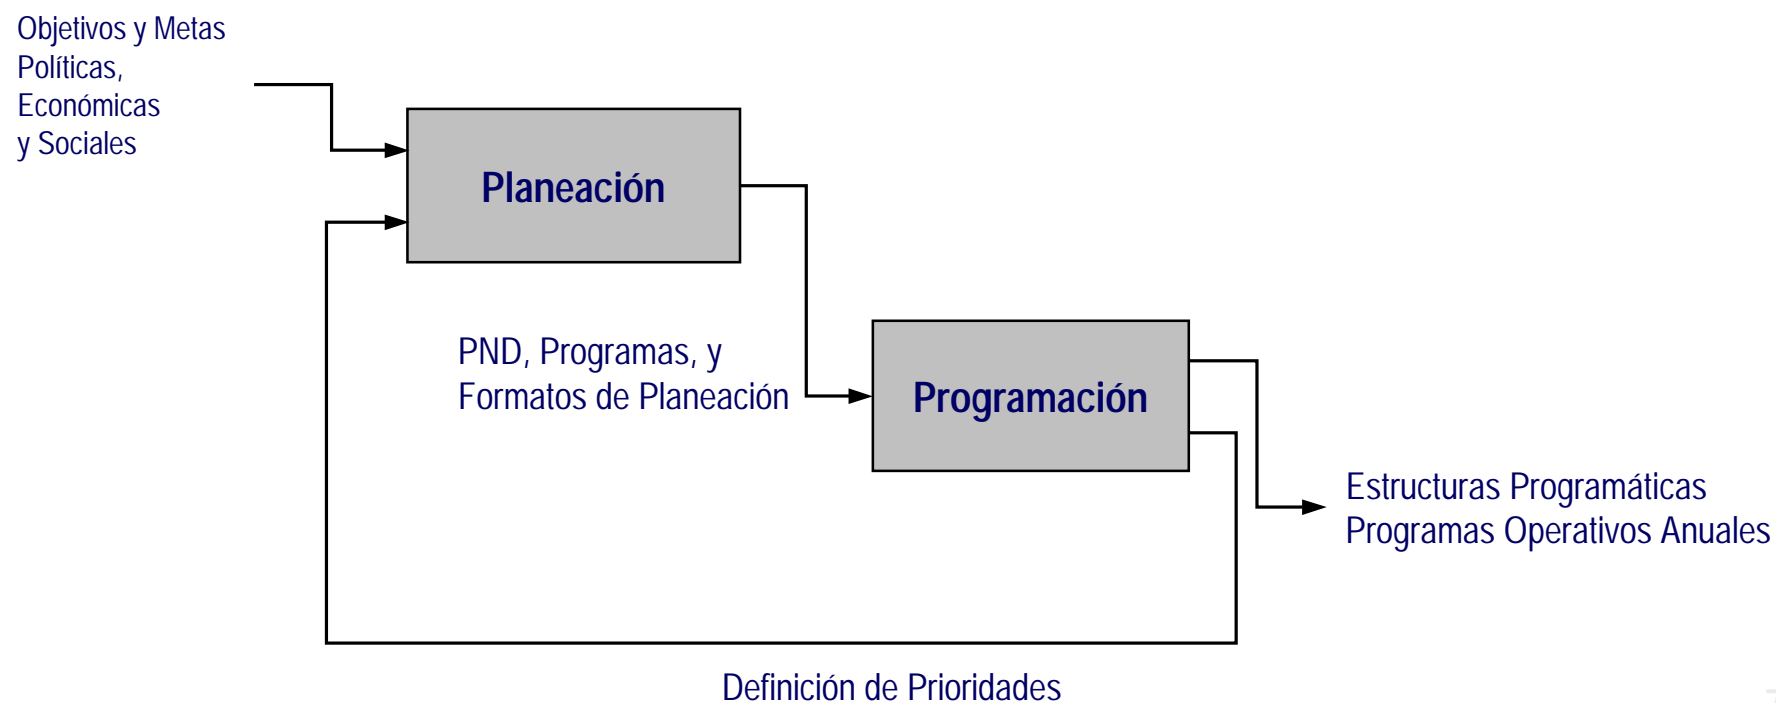 Objetivos y Metas
Políticas,
Económicas
y Sociales
Planeación
PND, Programas, y
Formatos de Planeación
Programación
Estructuras Programáticas
Programas Operativos Anuales
Definición de Prioridades